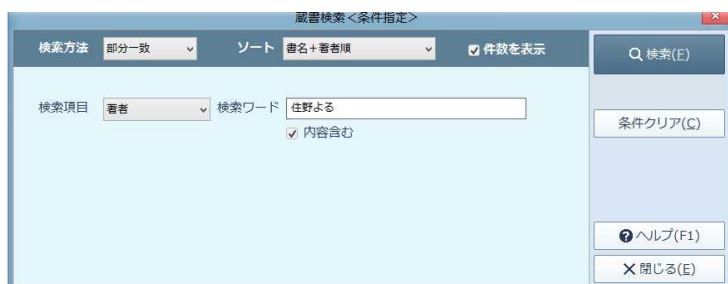 蔵書検索<条件指定>
検索方法 部分一致 ソート 書名+著者順 件数を表示
検索(F)
検索項目 著者 検索ワード 住野よる
内容含む
条件クリア(C)
ヘルプ(F1)
閉じる(E)